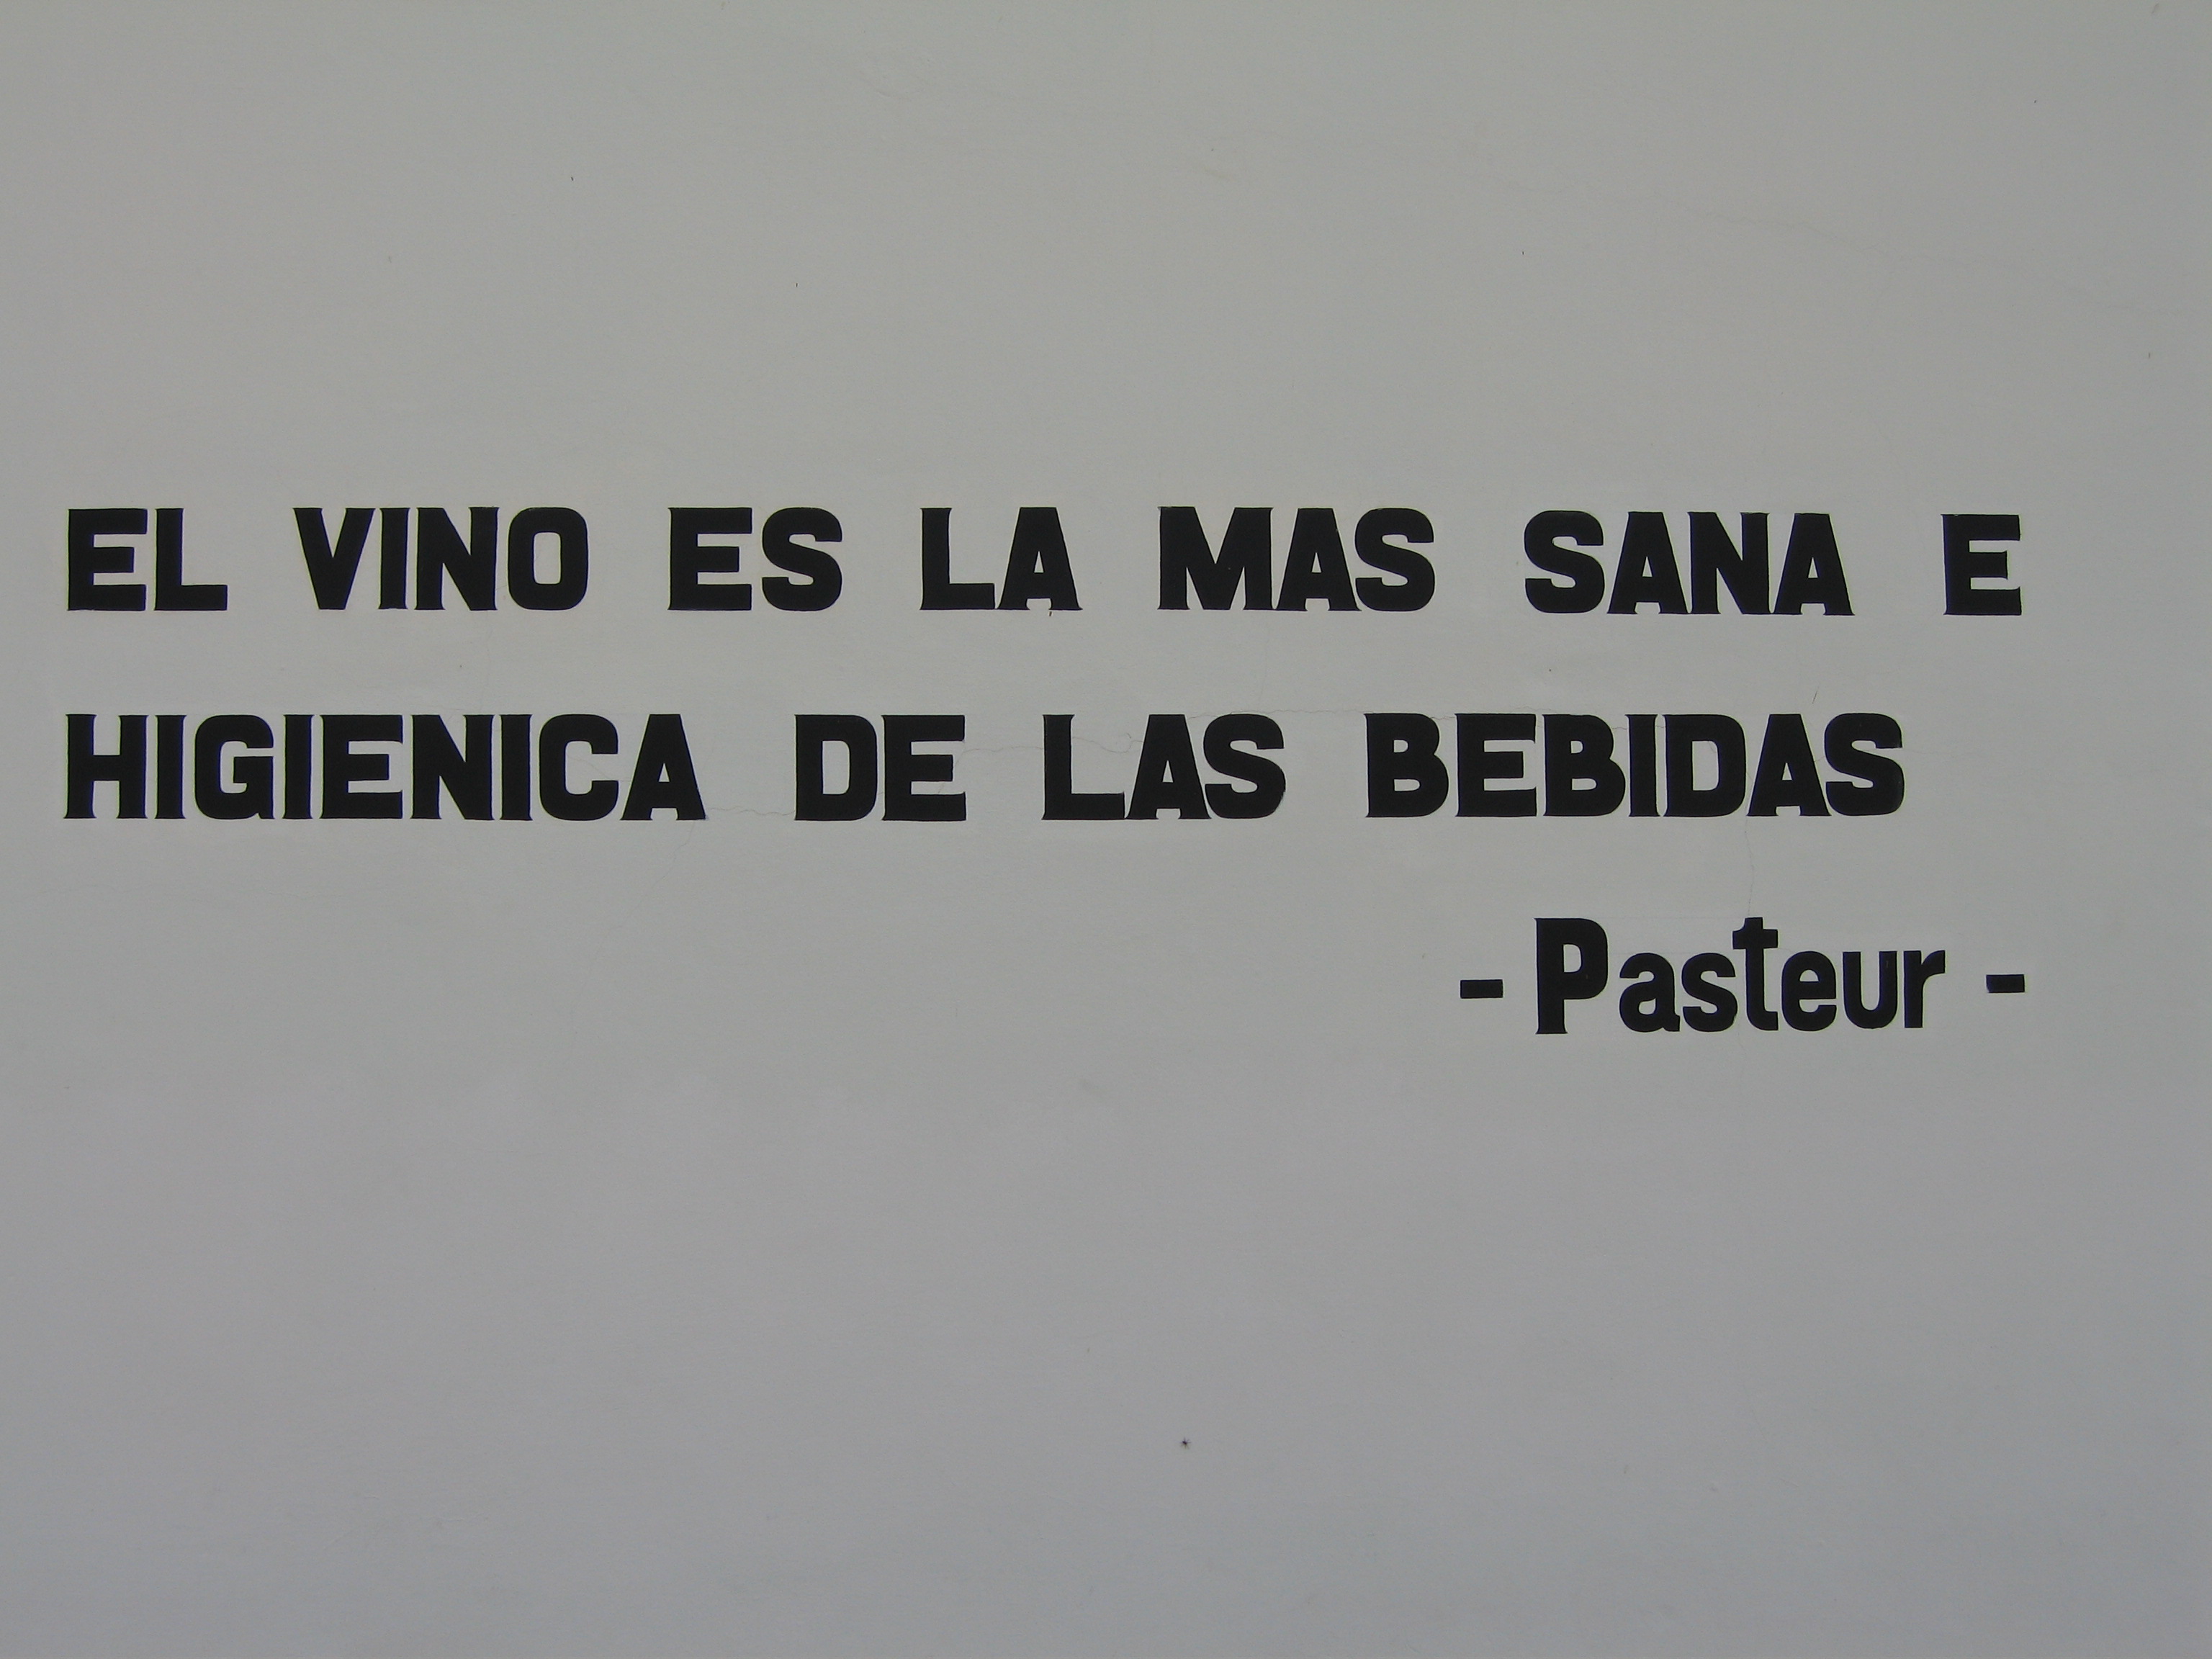 EL VINO ES LA MAS SANA E
HIGIENICA DE LAS BEBIDAS
- Pasteur -